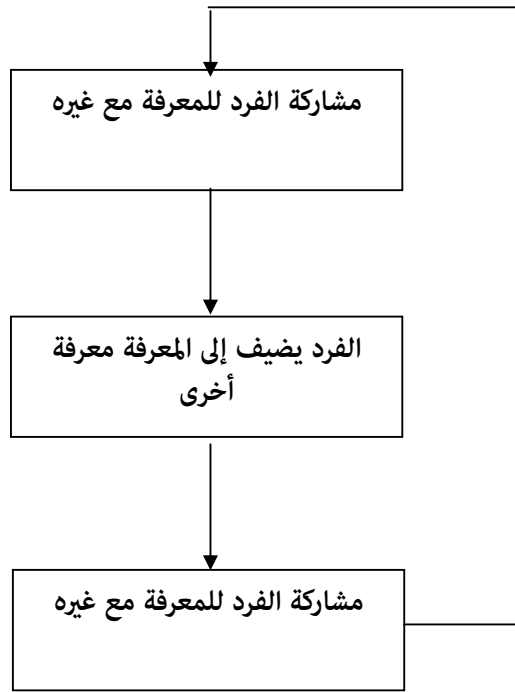 مشاركة الفرد للمعرفة مع غيره
الفرد يضيف إلى المعرفة معرفة
أخرى
مشاركة الفرد للمعرفة مع غيره